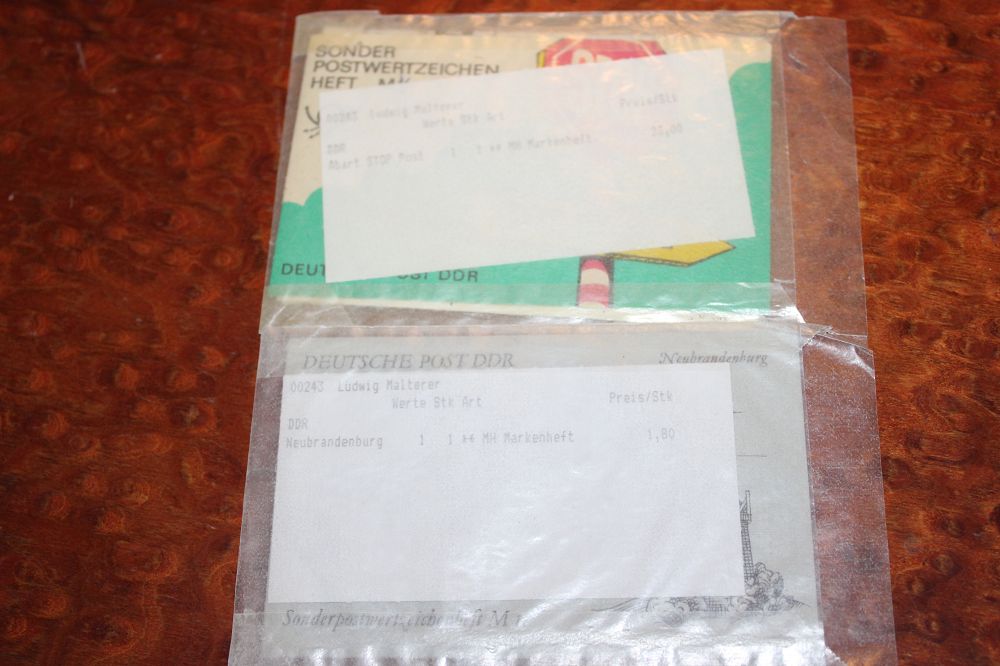 SONDER
POSTWERTZEICHEN
HEFT
00243 Ludwig Malterer
Werte Stk Art Preis/Stk
DDR
Abart STOP Post 1 1 ** MH Markenheft 23,00
POST DDR
DEUTSCHE POST DDR Neubrandenburg
00243 Ludwig Malterer
Werte Stk Art Preis/Stk
DDR
Neubrandenburg 1 1 ** MH Markenheft 1,80
Sonderpostwertzeichenheft M